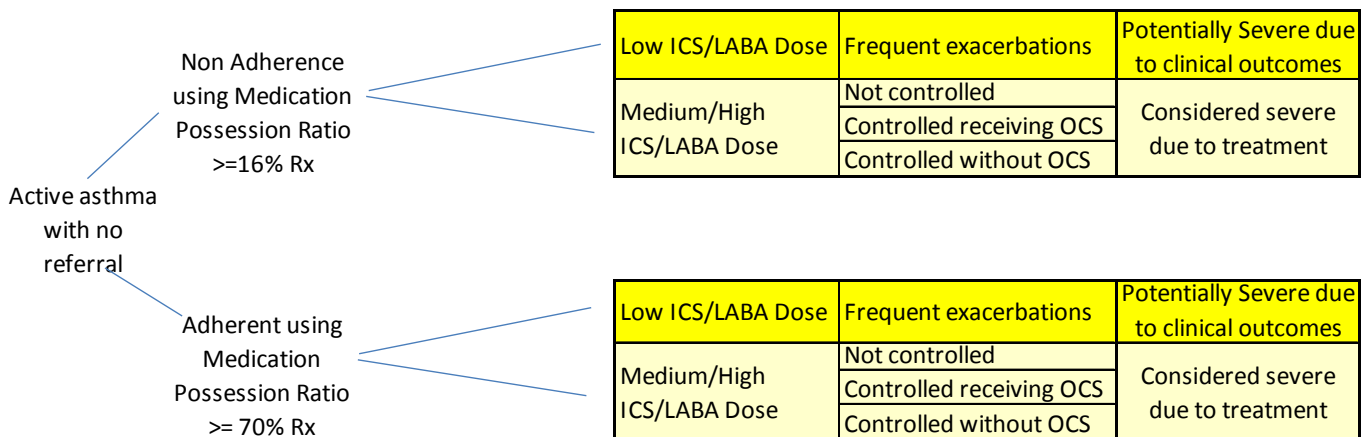 Active asthma
with no
referral
Non Adherence
using Medication
Possession Ratio
>=16% Rx
Low ICS/LABA Dose
Frequent exacerbations
Potentially Severe due
to clinical outcomes
Medium/High
ICS/LABA Dose
Not controlled
Controlled receiving OCS
Controlled without OCS
Considered severe
due to treatment
Adherent using
Medication
Possession Ratio
>= 70% Rx
Low ICS/LABA Dose
Frequent exacerbations
Potentially Severe due
to clinical outcomes
Medium/High
ICS/LABA Dose
Not controlled
Controlled receiving OCS
Controlled without OCS
Considered severe
due to treatment